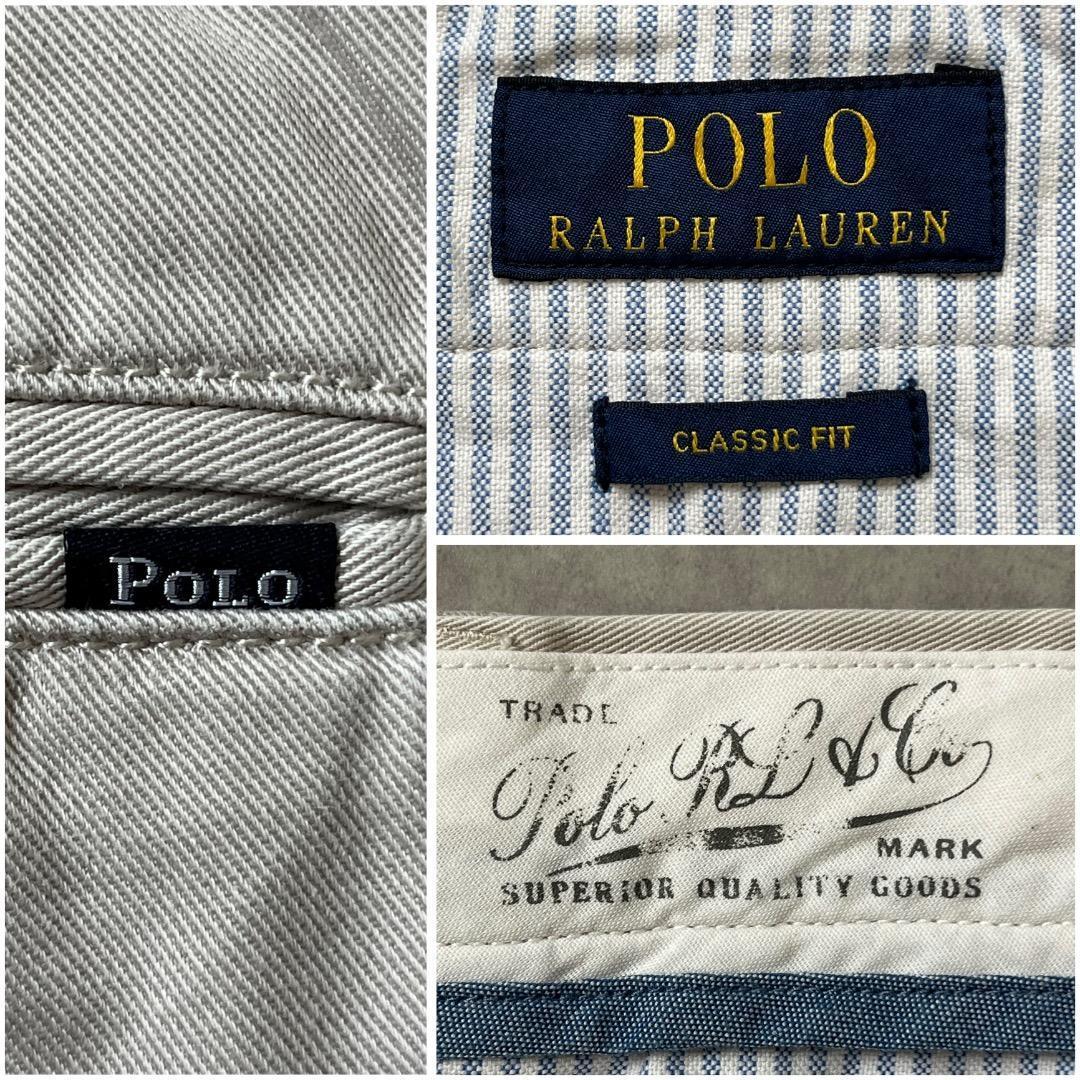 POLO
POLO
RALPH LAUREN
CLASSIC FIT
TRADE
Polo RL & Co
MARK
SUPERIOR QUALITY GOODS